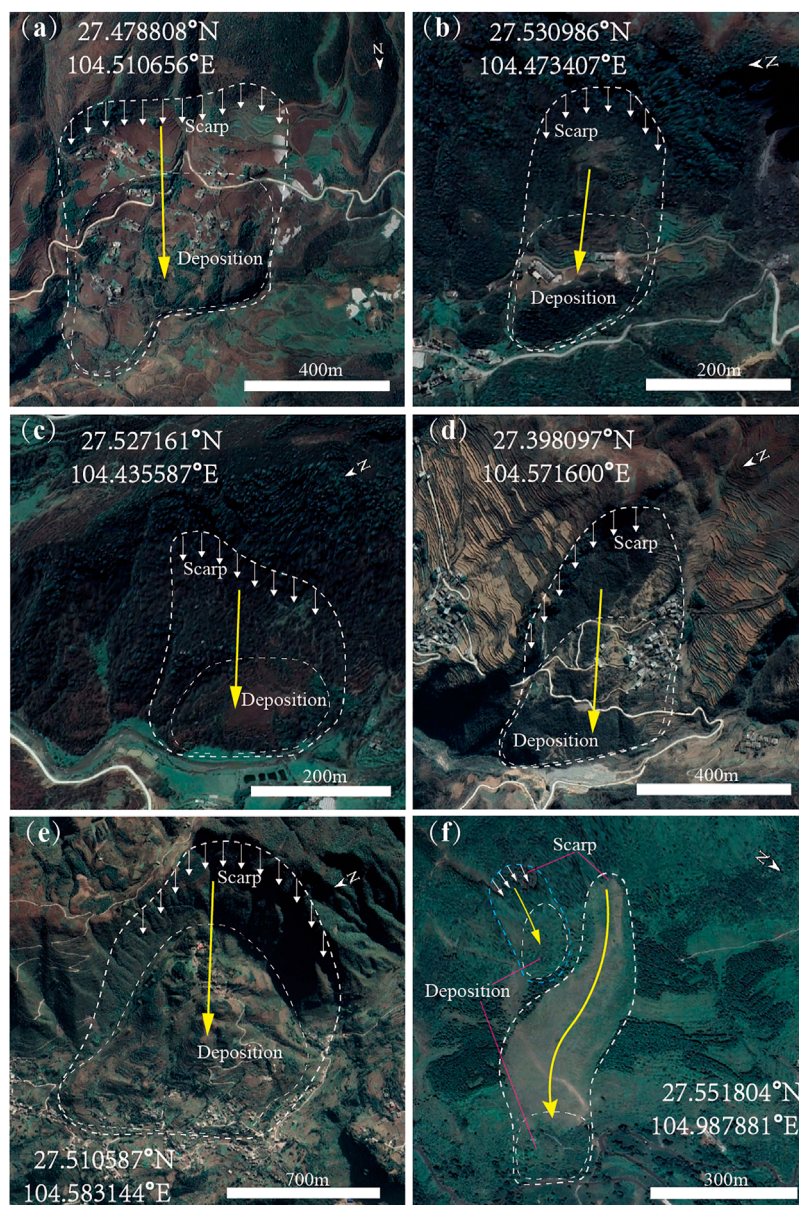 (a)
27.478808°N
104.510656°E
N
Scarp
Deposition
400m
(b)
27.530986°N
104.473407°E
N
Scarp
Deposition
200m
(c)
27.527161°N
104.435587°E
N
Scarp
Deposition
200m
(d)
27.398097°N
104.571600°E
N
Scarp
Deposition
400m
(e)
N
Scarp
Deposition
27.510587°N
104.583144°E
700m
(f)
Scarp
N
Deposition
27.551804°N
104.987881°E
300m